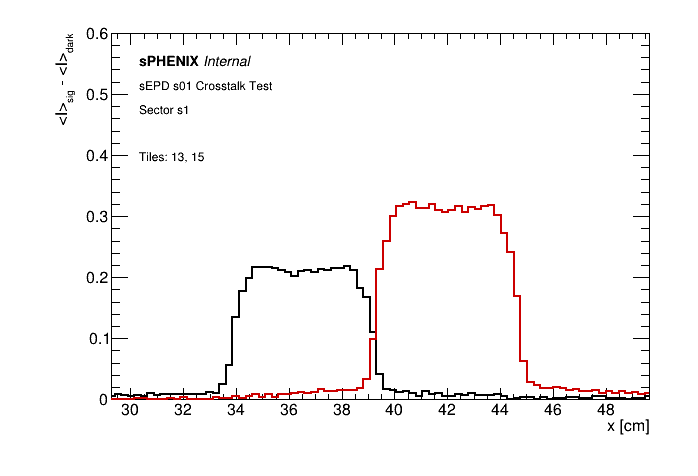 <I>sig - <I>dark
0.6
0.5
0.4
0.3
0.2
0.1
0
sPHENIX Internal
sEPD s01 Crosstalk Test
Sector s1
Tiles: 13, 15
30 32 34 36 38 40 42 44 46 48
x [cm]